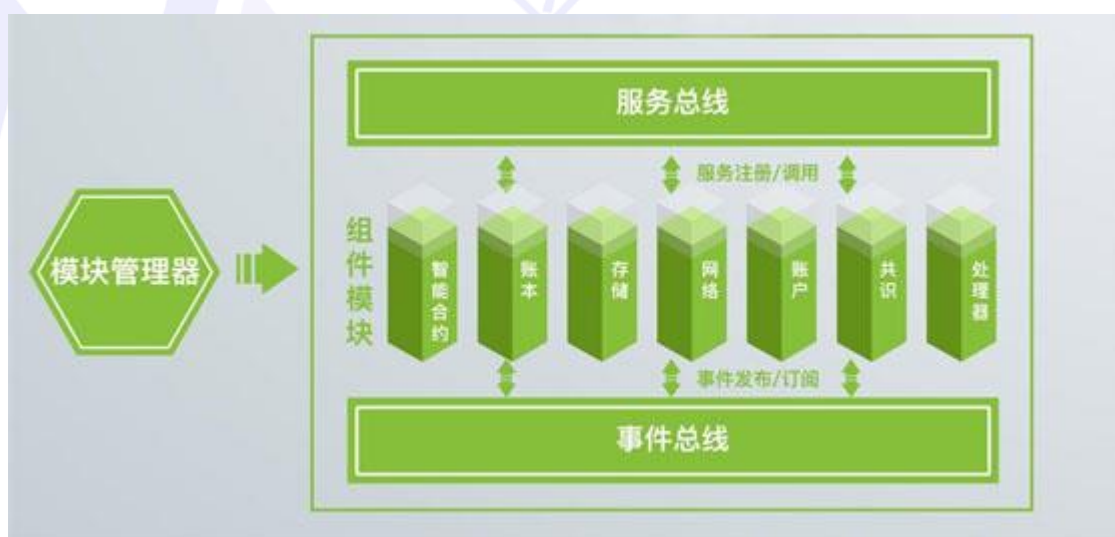 服务总线
服务注册/调用
模块管理器
组件模块
智能合约
账本
存储
网络
账户
共识
处理器
事件发布/订阅
事件总线